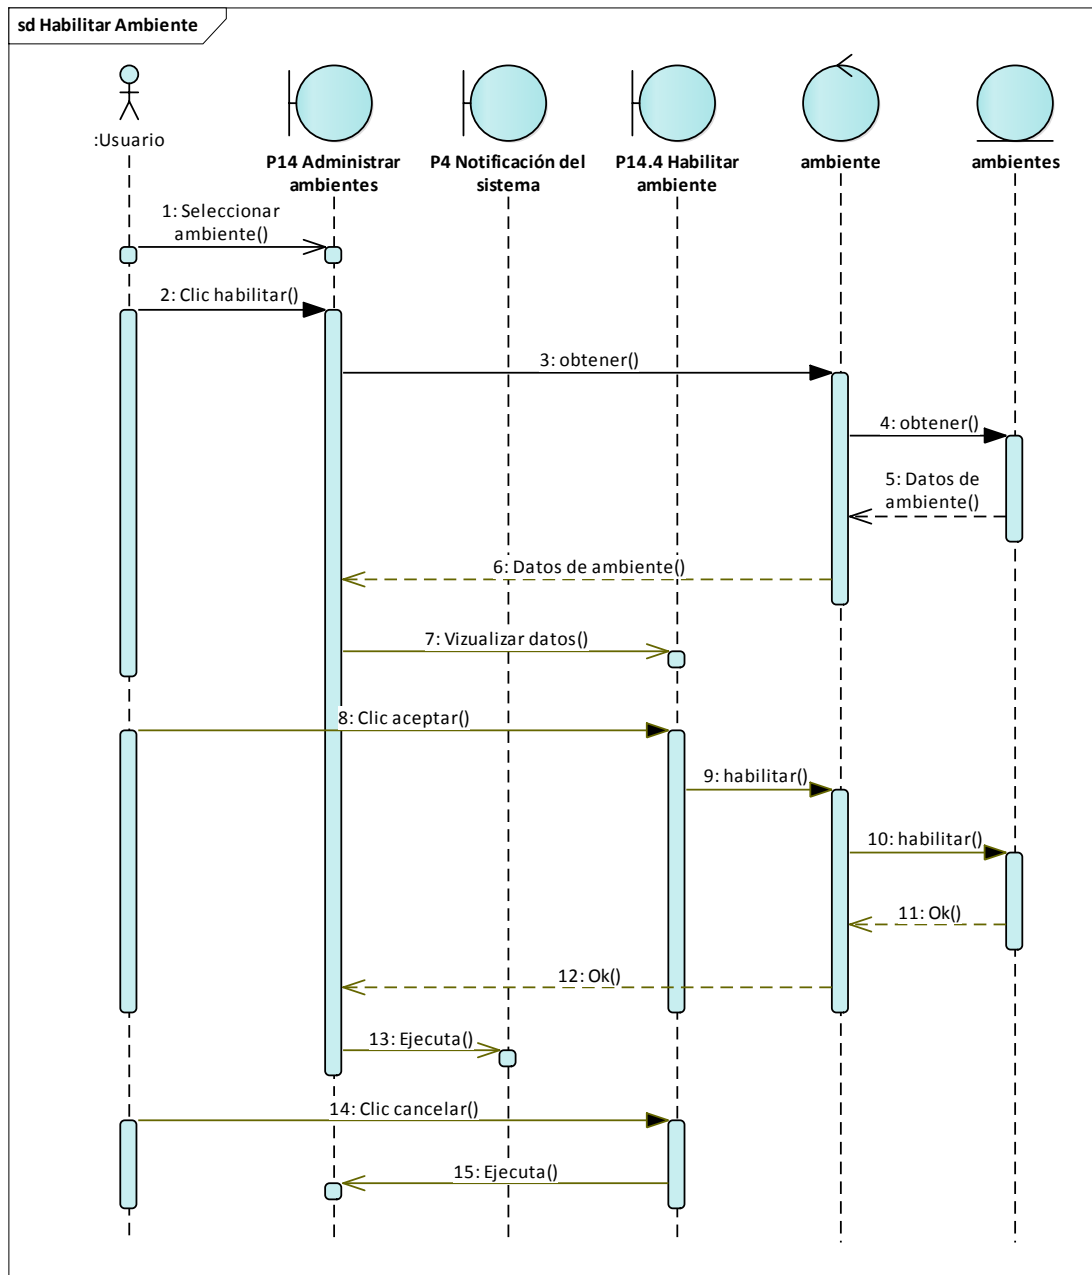 sd Habilitar Ambiente
:Usuario
P14 Administrar
ambientes
P4 Notificación del
sistema
P14.4 Habilitar
ambiente
ambiente
ambientes
1: Seleccionar
ambiente()
2: Clic habilitar()
3: obtener()
4: obtener()
5: Datos de
ambiente()
6: Datos de ambiente()
7: Vizualizar datos()
8: Clic aceptar()
9: habilitar()
10: habilitar()
11: Ok()
12: Ok()
13: Ejecuta()
14: Clic cancelar()
15: Ejecuta()